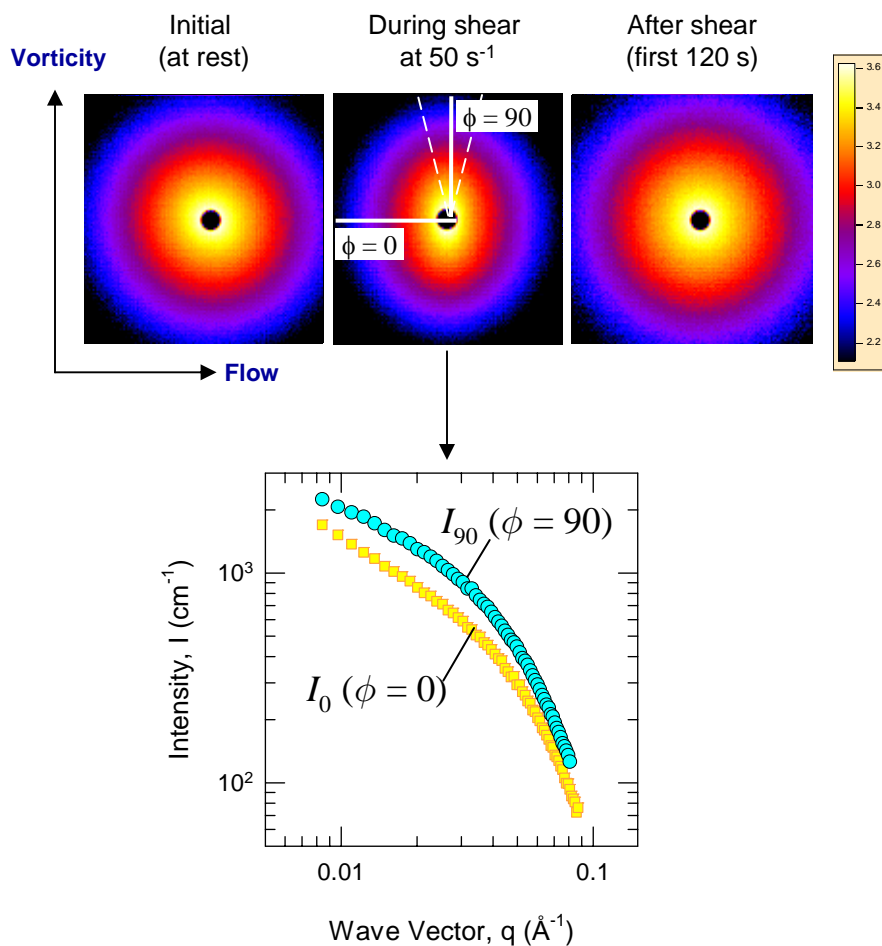 Initial
(at rest)
During shear
at 50 s⁻¹
After shear
(first 120 s)
Vorticity
ϕ = 90
ϕ = 0
Flow
3.6
3.4
3.2
3.0
2.8
2.6
2.4
2.2
I₉₀ (ϕ = 90)
I₀ (ϕ = 0)
10³
10²
Intensity, I (cm⁻¹)
0.01
0.1
Wave Vector, q (Å⁻¹)